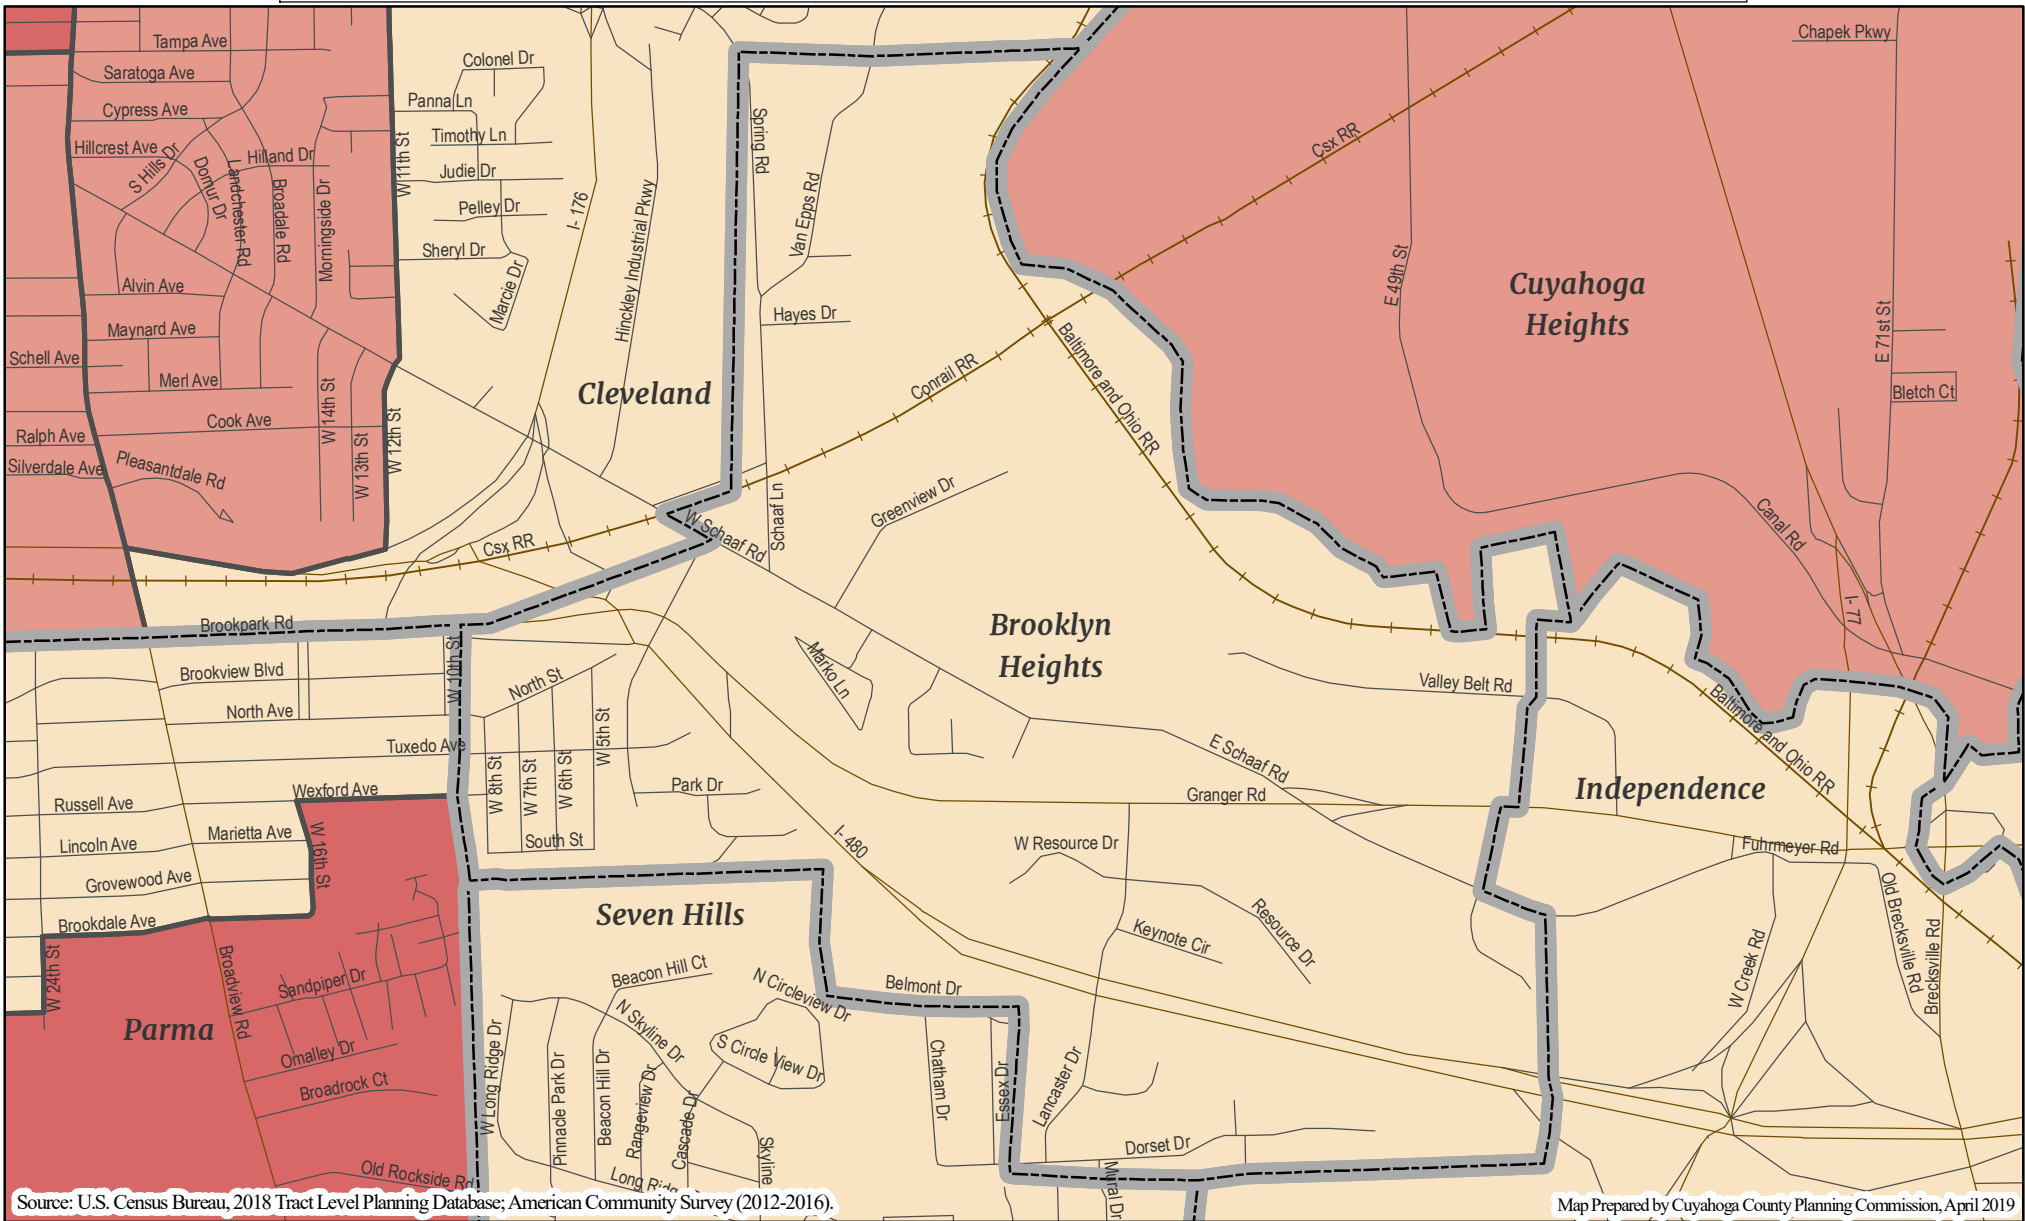 Tampa Ave
Saratoga Ave
Cypress Ave
Hillcrest Ave
S Hills Dr
Domur Dr
Landchester Rd
Hilland Dr
Broadale Rd
Morningside Dr
W 11th St
Colonel Dr
Panna Ln
Timothy Ln
Judie Dr
Pelley Dr
Sheryl Dr
Marcie Dr
I- 176
Hinckley Industrial Pkwy
Spring Rd
Van Epps Rd
Hayes Dr
Csx RR
Chapek Pkwy
E 49th St
Cuyahoga
Heights
E 71st St
Bletch Ct
Alvin Ave
Maynard Ave
Schell Ave
Merl Ave
Cook Ave
Ralph Ave
Silverdale Ave
Pleasantdale Rd
W 14th St
W 13th St
W 12th St
Cleveland
Conrail RR
Baltimore and Ohio RR
Csx RR
W Schaaf Rd
Schaaf Ln
Greenview Dr
Canal Rd
I- 77
Brookpark Rd
Brookview Blvd
North Ave
W 10th St
North St
Tuxedo Ave
W 8th St
W 7th St
W 6th St
W 5th St
Park Dr
South St
Marko Ln
Brooklyn
Heights
Valley Belt Rd
E Schaaf Rd
Granger Rd
Baltimore and Ohio RR
Independence
Wexford Ave
Russell Ave
Marietta Ave
Lincoln Ave
W 16th St
Grovewood Ave
Brookdale Ave
W 24th St
Broadview Rd
Sandpiper Dr
Parma
Omalley Dr
Broadrock Ct
Old Rockside Rd
I- 480
W Resource Dr
Resource Dr
Keynote Cir
Fuhrmeyer Rd
Old Brecksville Rd
Brecksville Rd
W Creek Rd
Seven Hills
Beacon Hill Ct
N Circleview Dr
Belmont Dr
N Skyline Dr
S Circle View Dr
W Long Ridge Dr
Pinnacle Park Dr
Beacon Hill Dr
Rangeview Dr
Cascade Dr
Skyline
Chatham Dr
Essex Dr
Lancaster Dr
Dorset Dr
Mural Dr
Source: U.S. Census Bureau, 2018 Tract Level Planning Database; American Community Survey (2012-2016).
Map Prepared by Cuyahoga County Planning Commission, April 2019